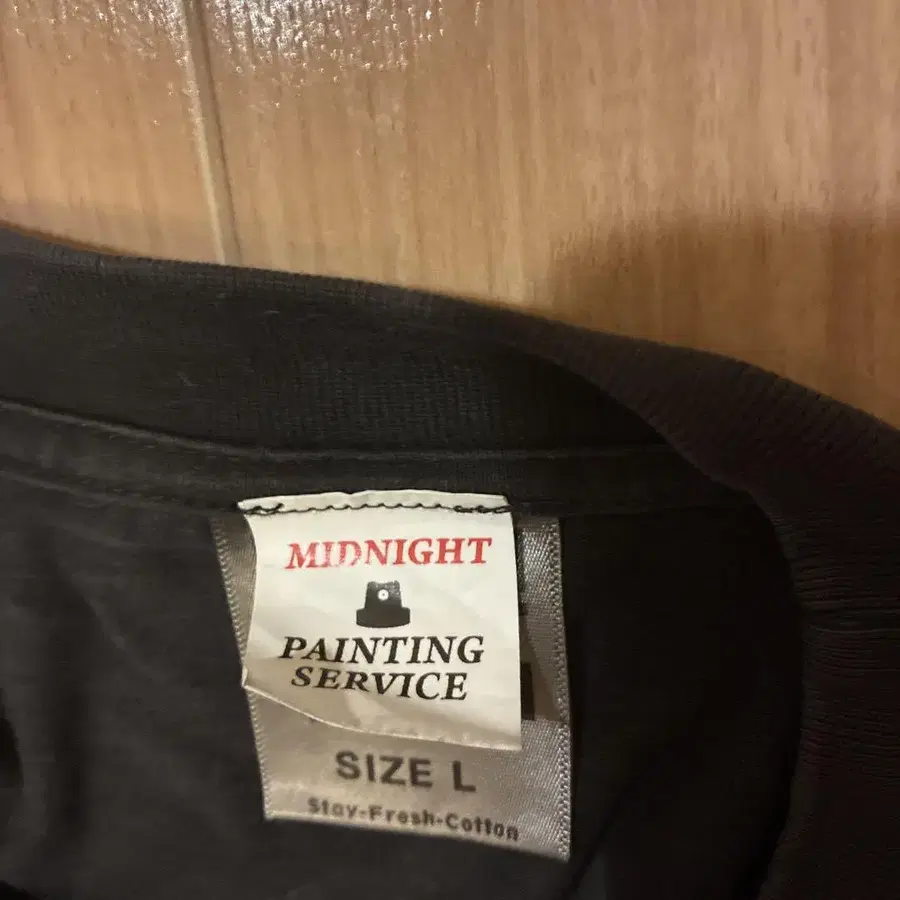 MIDNIGHT
PAINTING
SERVICE
SIZE L
Stay-Fresh-Cotton